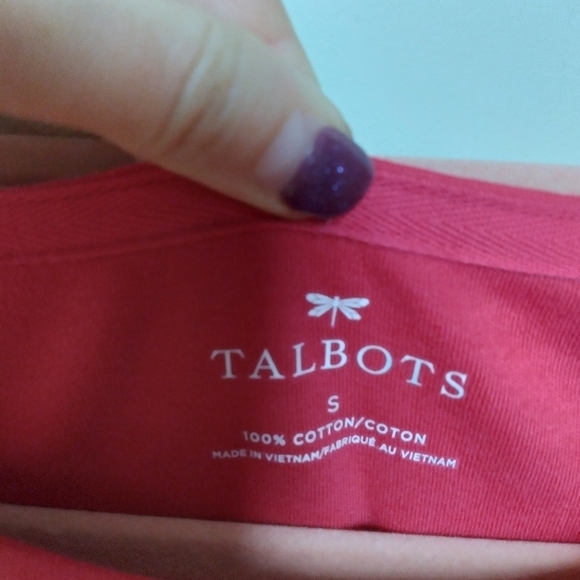 TALBOTS
S
100% COTTON/COTON
MADE IN VIETNAM/FABRIQUÉ AU VIETNAM